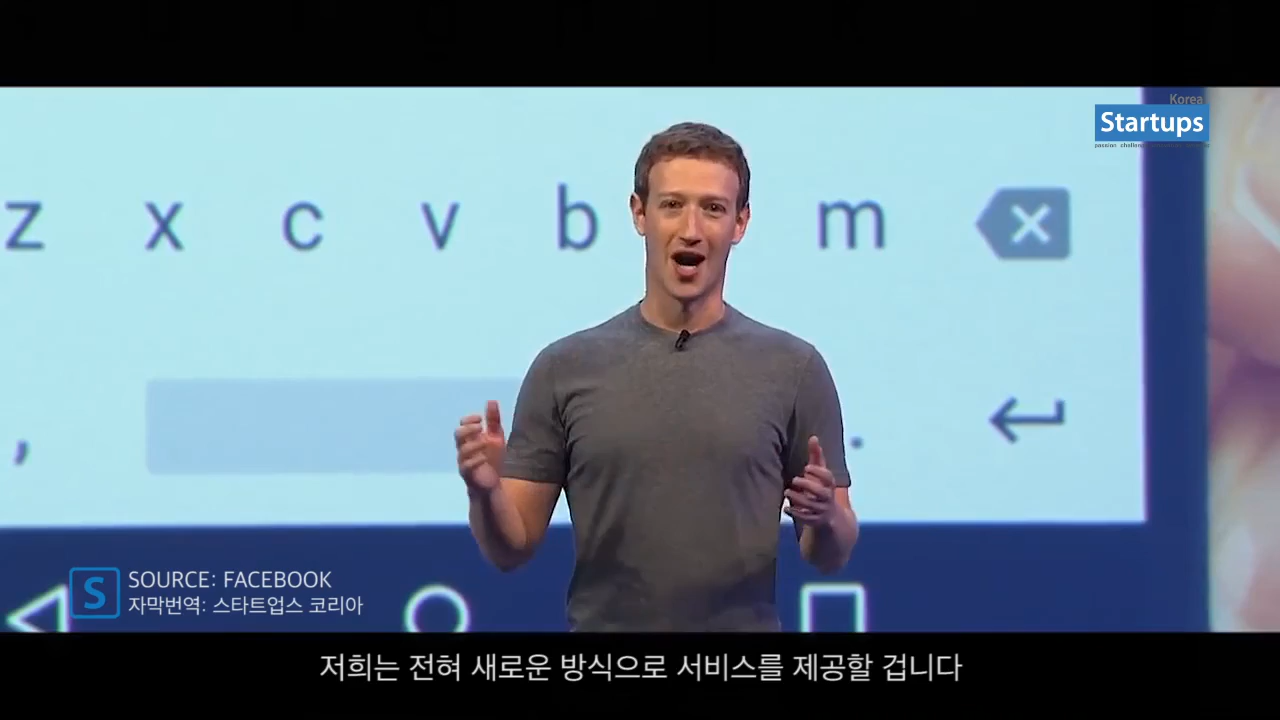 Korea
Startups
z x c v b m
, .
S
SOURCE: FACEBOOK
자막번역: 스타트업스 코리아
저희는 전혀 새로운 방식으로 서비스를 제공할 겁니다